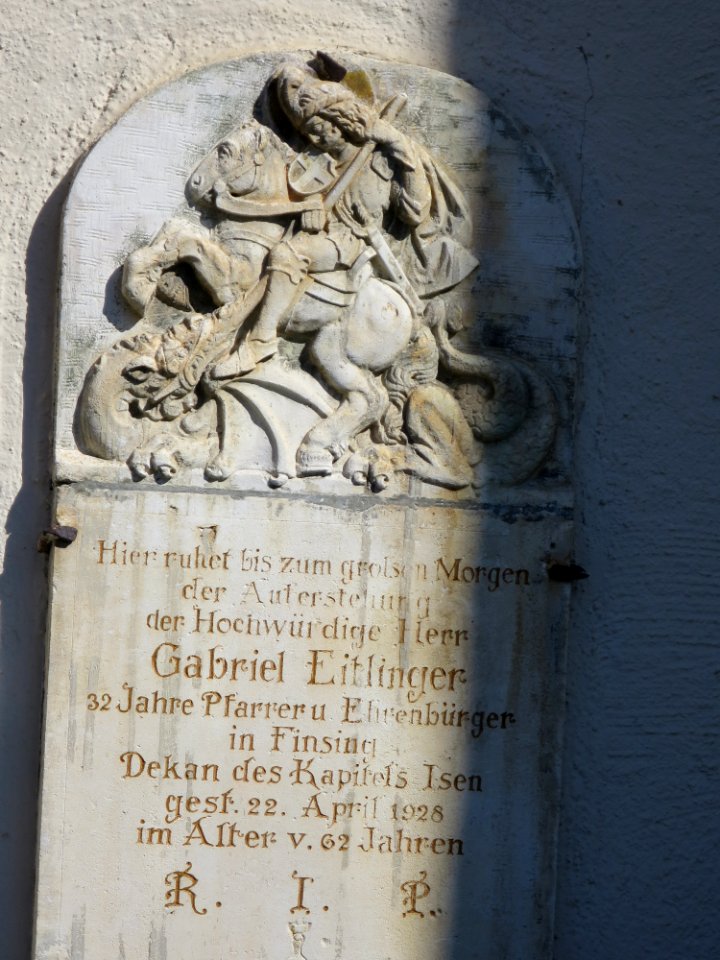 Hier ruhet bis zum großen Morgen
der Auferstehung
der Hochwürdige Herr
Gabriel Eitlinger
32 Jahre Pfarrer u. Ehrenbürger
in Finsing
Dekan des Kapitels Isen
gest. 22. April 1928
im Alter v. 62 Jahren
R. I. P.